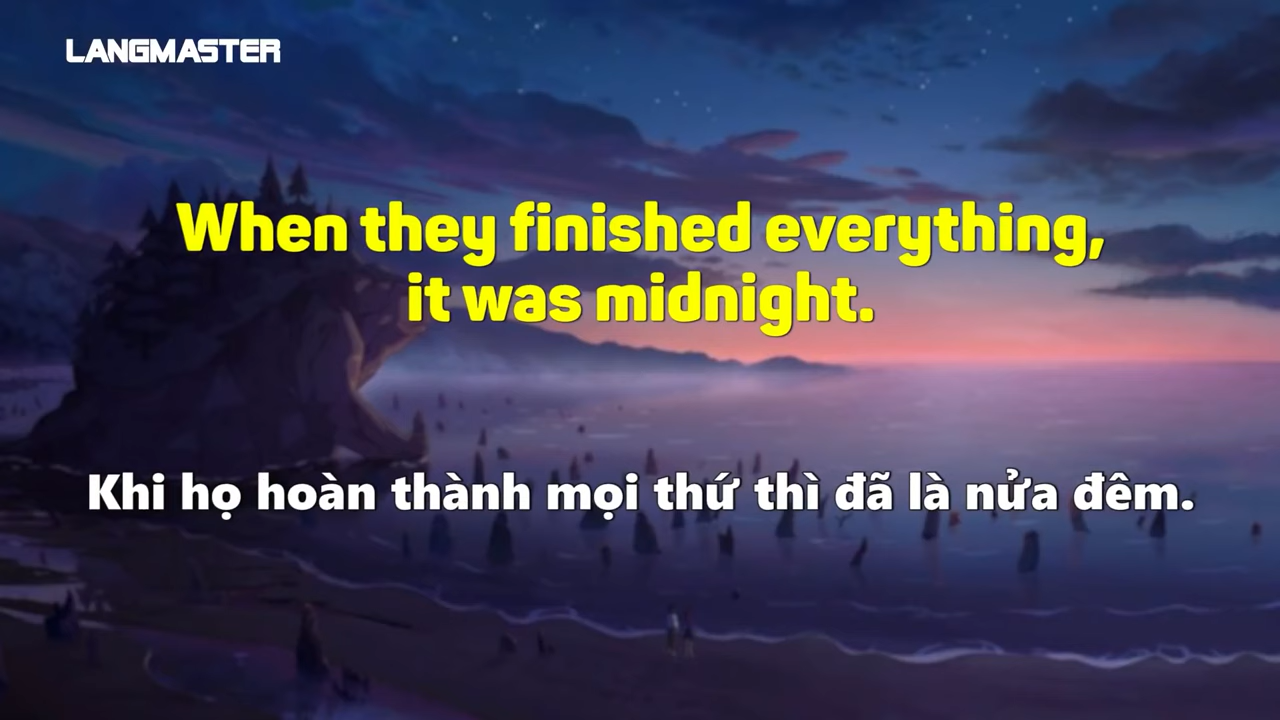 LANGMASTER
When they finished everything,
it was midnight.
Khi họ hoàn thành mọi thứ thì đã là nửa đêm.